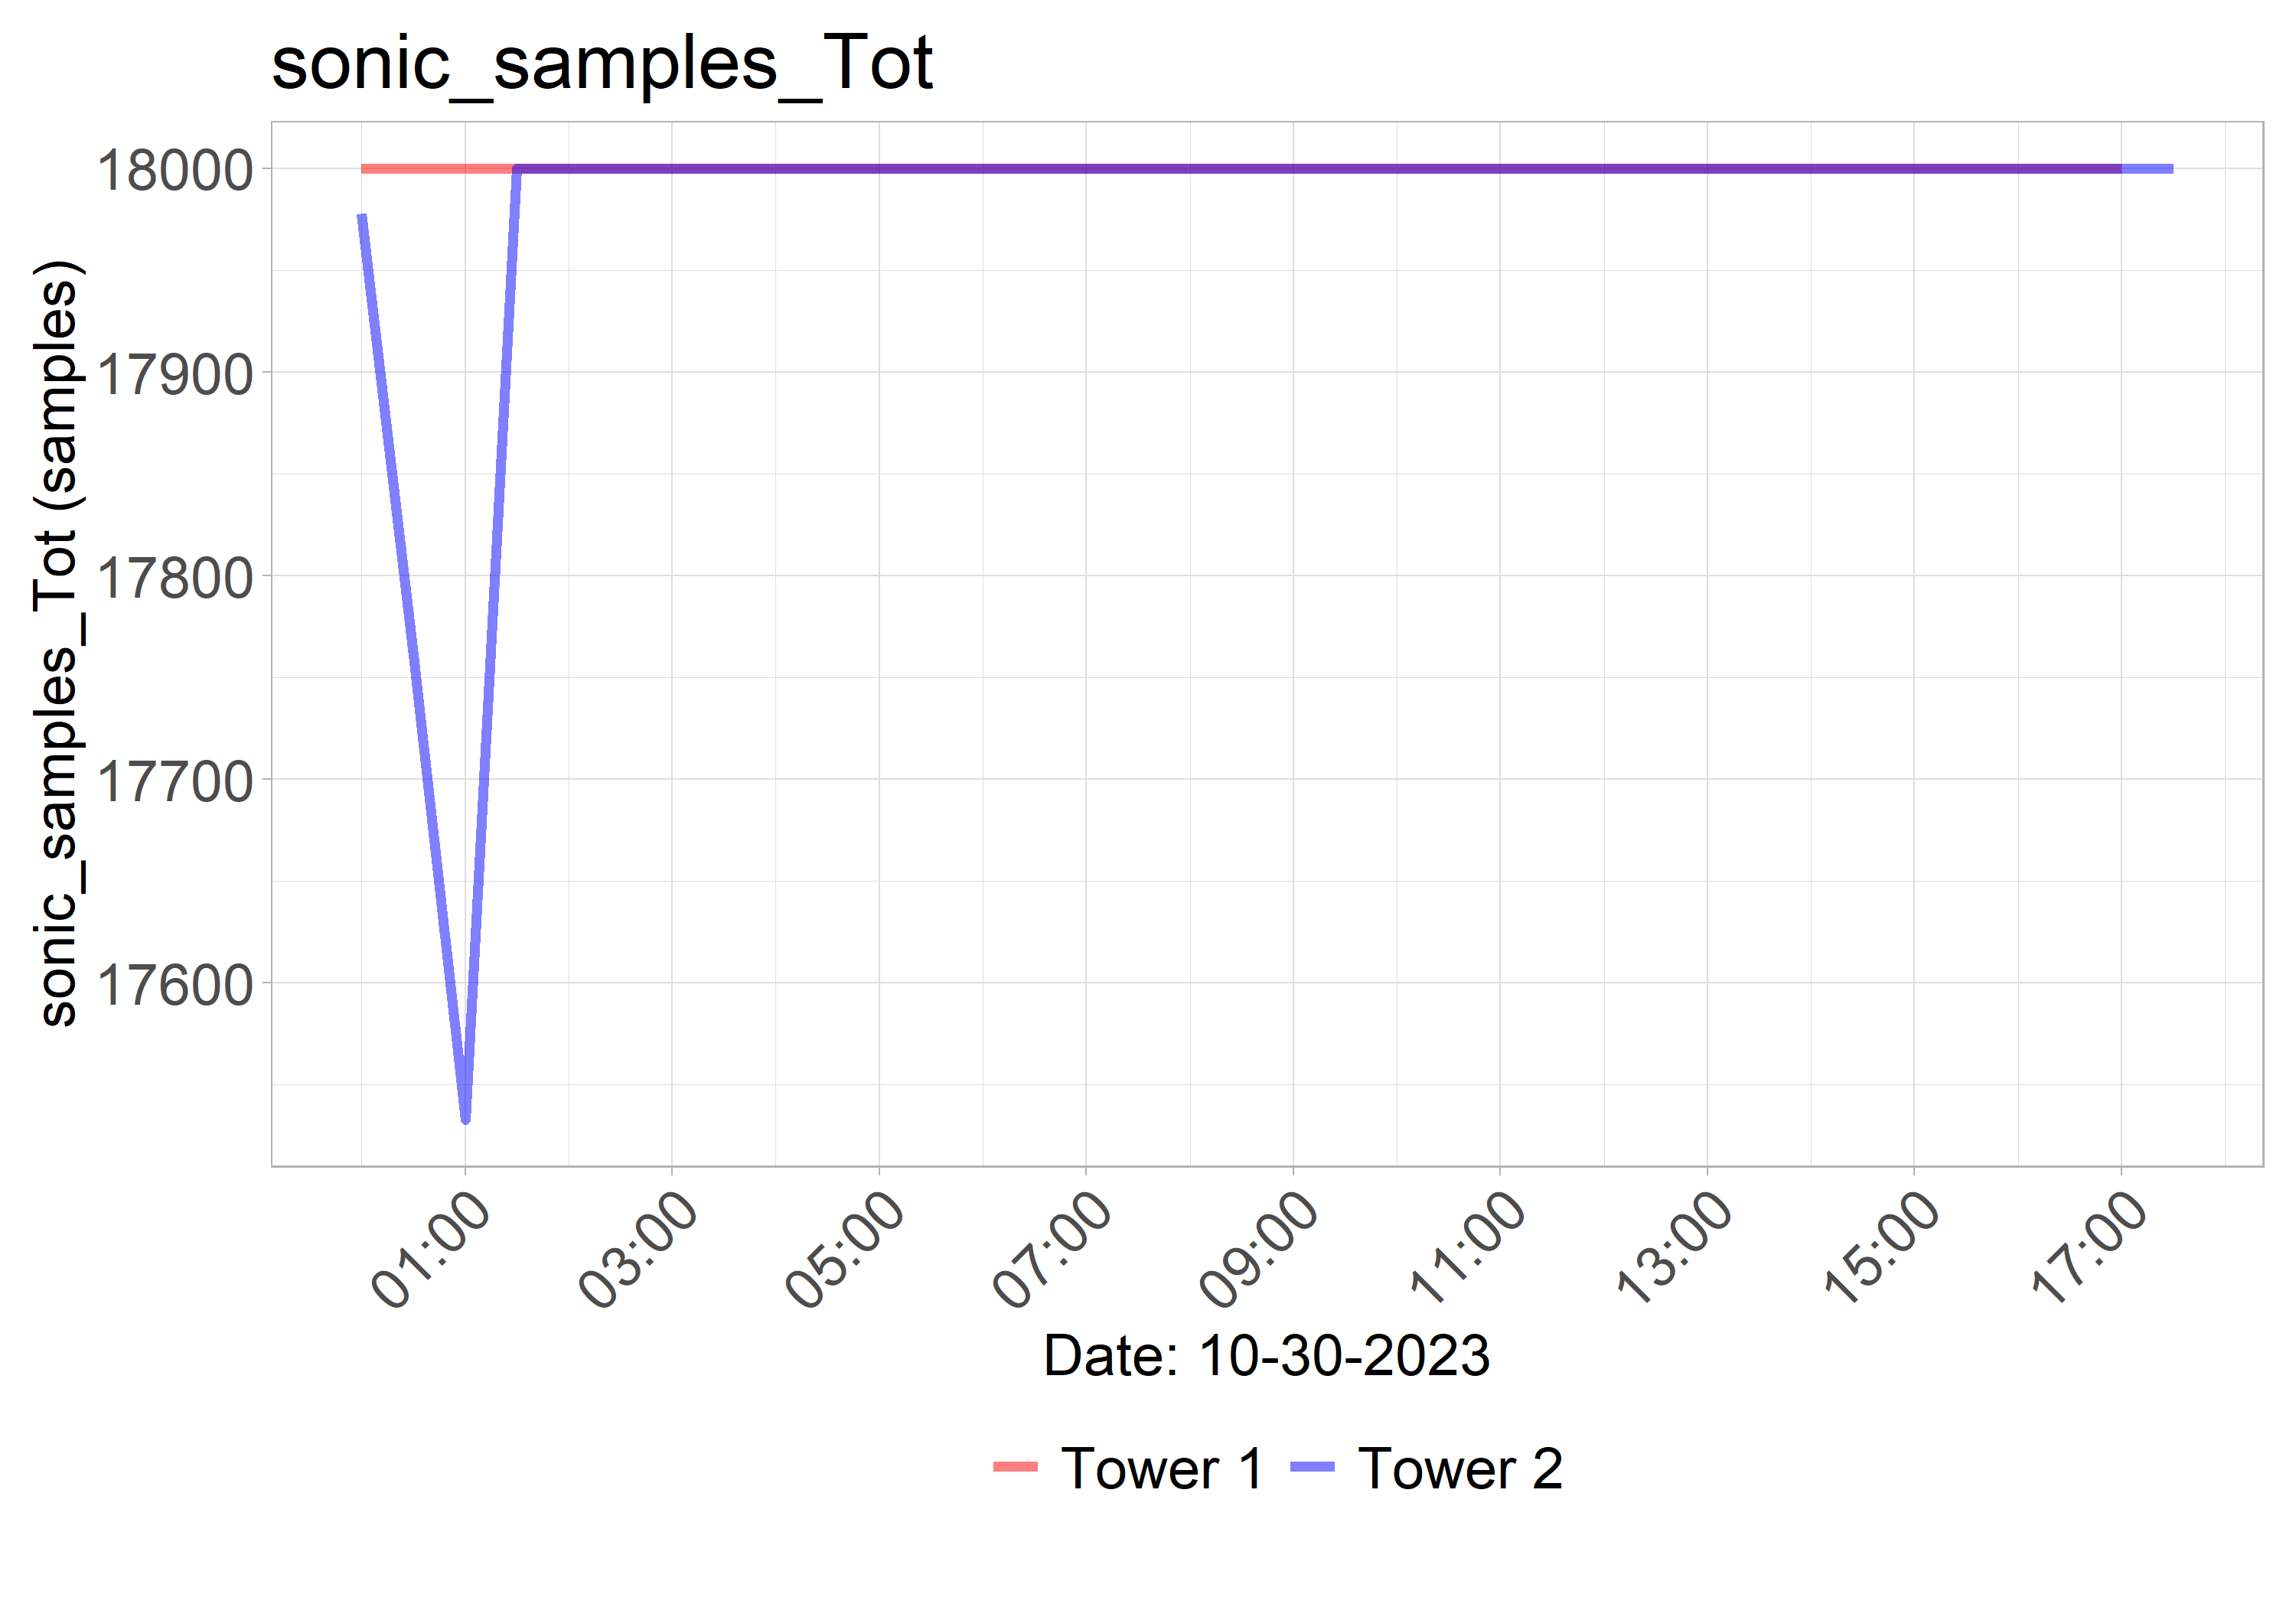 sonic_samples_Tot
sonic_samples_Tot (samples)
18000
17900
17800
17700
17600
01:00
03:00
05:00
07:00
09:00
11:00
13:00
15:00
17:00
Date: 10-30-2023
Tower 1
Tower 2